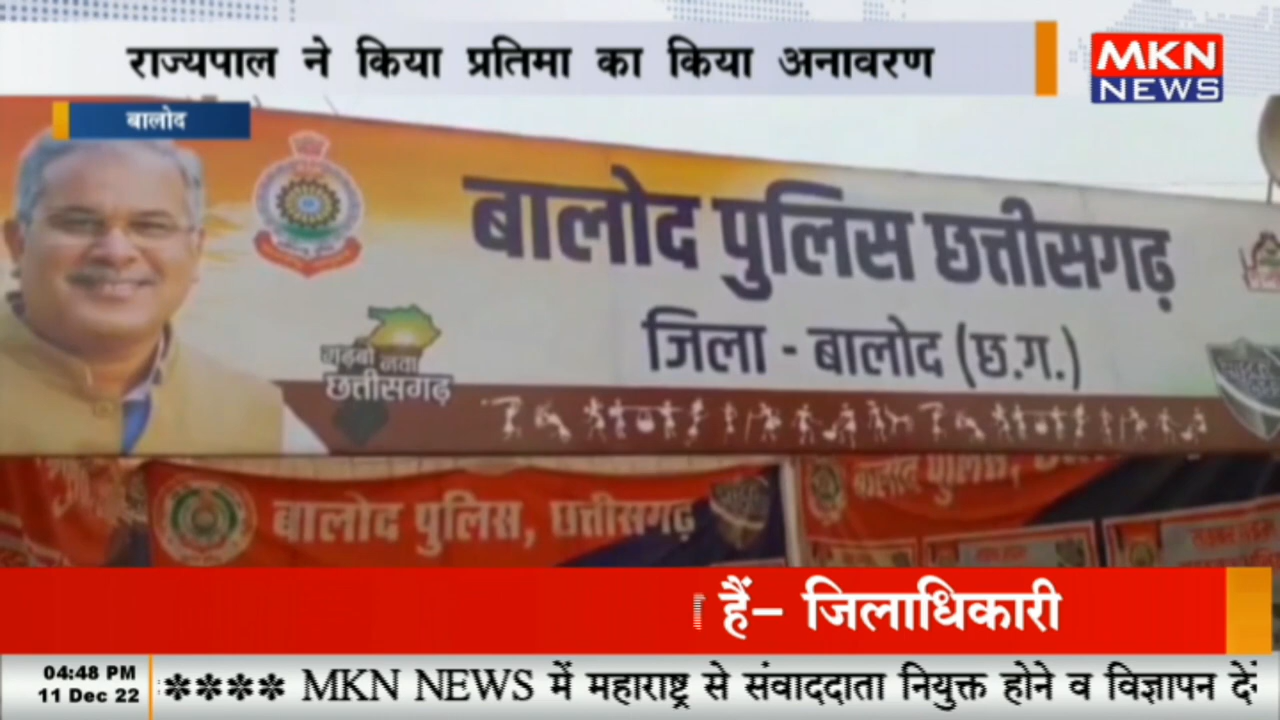 राज्यपाल ने किया प्रतिमा का किया अनावरण
MKN
NEWS
बालोद
बालोद पुलिस छत्तीसगढ़
जिला - बालोद (छ.ग.)
गढ़बो नवा
छत्तीसगढ़
बालोद पुलिस, छत्तीसगढ़
बालोद पुलिस,
हैं– जिलाधिकारी
04:48 PM
11 Dec 22
**** MKN NEWS में महाराष्ट्र से संवाददाता नियुक्त होने व विज्ञापन देने